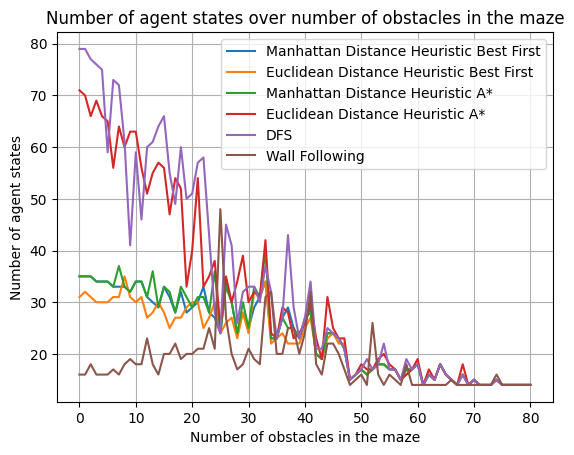 Number of agent states over number of obstacles in the maze
Manhattan Distance Heuristic Best First
Euclidean Distance Heuristic Best First
Manhattan Distance Heuristic A*
Euclidean Distance Heuristic A*
DFS
Wall Following
Number of agent states
80
70
60
50
40
30
20
0 10 20 30 40 50 60 70 80
Number of obstacles in the maze